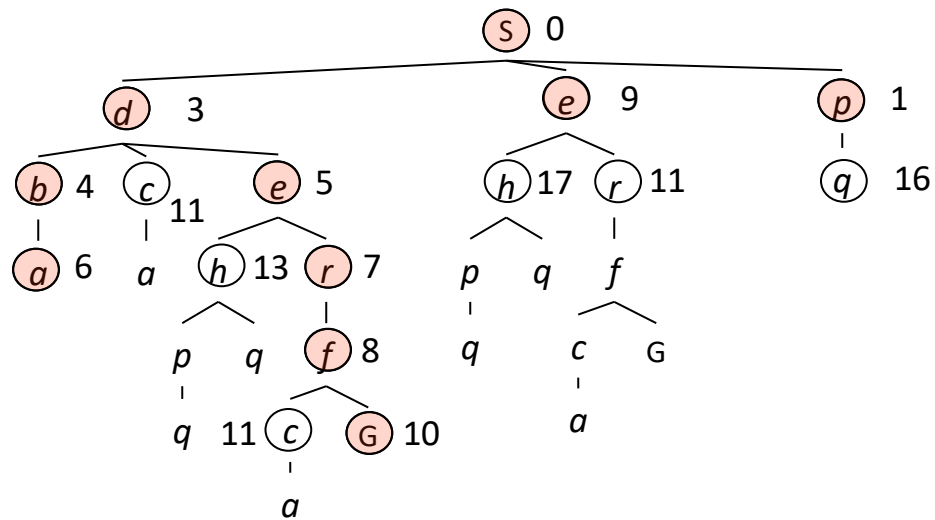 S 0
d 3 e 9 p 1
b 4 c 11 e 5 h 17 r 11 q 16
a 6 a h 13 r 7 p q f
p q f 8 q c G
q 11 c G 10 a
a